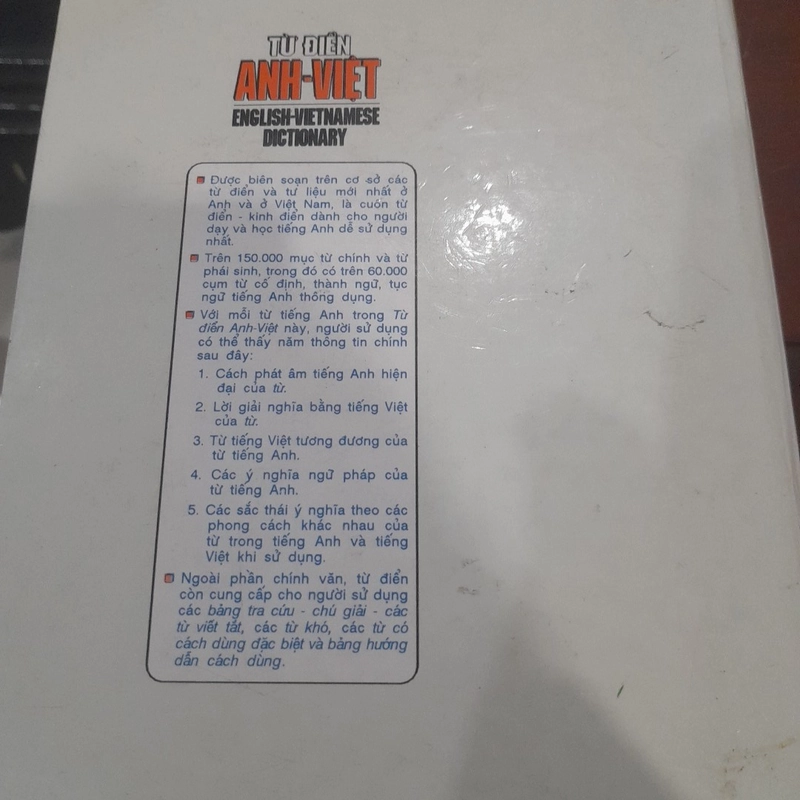 TỪ ĐIỂN
ANH-VIỆT
ENGLISH-VIETNAMESE
DICTIONARY
Được biên soạn trên cơ sở các
từ điển và tư liệu mới nhất ở
Anh và ở Việt Nam, là cuốn từ
điển - kinh điển dành cho người
dạy và học tiếng Anh dễ sử dụng
nhất.
Trên 150.000 mục từ chính và từ
phái sinh, trong đó có trên 60.000
cụm từ cố định, thành ngữ, tục
ngữ tiếng Anh thông dụng.
Với mỗi từ tiếng Anh trong Từ
điển Anh-Việt này, người sử dụng
có thể thấy năm thông tin chính
sau đây:
1. Cách phát âm tiếng Anh hiện
đại của từ.
2. Lời giải nghĩa bằng tiếng Việt
của từ.
3. Từ tiếng Việt tương đương của
từ tiếng Anh.
4. Các ý nghĩa ngữ pháp của
từ tiếng Anh.
5. Các sắc thái ý nghĩa theo các
phong cách khác nhau của
từ trong tiếng Anh và tiếng
Việt khi sử dụng.
Ngoài phần chính văn, từ điển
còn cung cấp cho người sử dụng
các bảng tra cứu - chú giải - các
từ viết tắt, các từ khó, các từ có
cách dùng đặc biệt và bảng hướng
dẫn cách dùng.